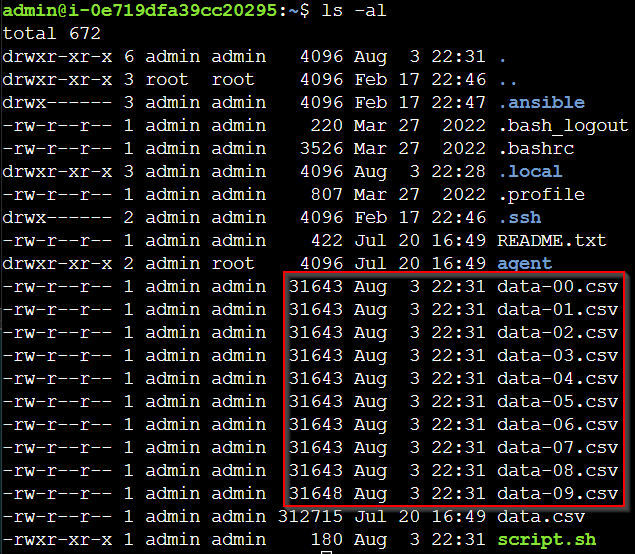 admin@i-0e719dfa39cc20295:~$ ls -al
total 672
drwxr-xr-x 6 admin admin   4096 Aug  3 22:31 .
drwxr-xr-x 3 root  root    4096 Feb 17 22:46 ..
drwx------ 3 admin admin   4096 Feb 17 22:47 .ansible
-rw-r--r-- 1 admin admin    220 Mar 27  2022 .bash_logout
-rw-r--r-- 1 admin admin   3526 Mar 27  2022 .bashrc
drwxr-xr-x 3 admin admin   4096 Aug  3 22:28 .local
-rw-r--r-- 1 admin admin    807 Mar 27  2022 .profile
drwx------ 2 admin admin   4096 Feb 17 22:46 .ssh
-rw-r--r-- 1 admin admin    422 Jul 20 16:49 README.txt
drwxr-xr-x 2 admin root    4096 Jul 20 16:49 agent
-rw-r--r-- 1 admin admin  31643 Aug  3 22:31 data-00.csv
-rw-r--r-- 1 admin admin  31643 Aug  3 22:31 data-01.csv
-rw-r--r-- 1 admin admin  31643 Aug  3 22:31 data-02.csv
-rw-r--r-- 1 admin admin  31643 Aug  3 22:31 data-03.csv
-rw-r--r-- 1 admin admin  31643 Aug  3 22:31 data-04.csv
-rw-r--r-- 1 admin admin  31643 Aug  3 22:31 data-05.csv
-rw-r--r-- 1 admin admin  31643 Aug  3 22:31 data-06.csv
-rw-r--r-- 1 admin admin  31643 Aug  3 22:31 data-07.csv
-rw-r--r-- 1 admin admin  31643 Aug  3 22:31 data-08.csv
-rw-r--r-- 1 admin admin  31648 Aug  3 22:31 data-09.csv
-rw-r--r-- 1 admin admin 312715 Jul 20 16:49 data.csv
-rwxr-xr-x 1 admin admin    180 Aug  3 22:31 script.sh